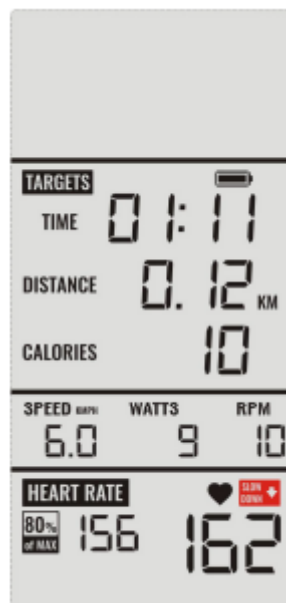 TARGETS
TIME 01:11
DISTANCE 0.12 KM
CALORIES 10
SPEED WATTS RPM
6.0 9 10
HEART RATE SLOW DOWN
80% of MAX 156 162